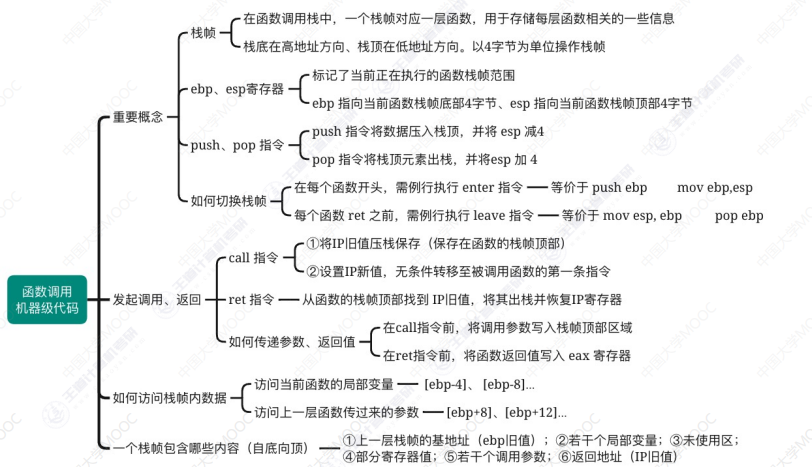 函数调用
机器级代码
重要概念
栈帧
在函数调用栈中，一个栈帧对应一层函数，用于存储每层函数相关的一些信息
栈底在高地址方向、栈顶在低地址方向。以4字节为单位操作栈帧
ebp、esp寄存器
标记了当前正在执行的函数栈帧范围
ebp 指向当前函数栈帧底部4字节、esp 指向当前函数栈帧顶部4字节
push、pop 指令
push 指令将数据压入栈顶，并将 esp 减4
pop 指令将栈顶元素出栈，并将esp 加 4
如何切换栈帧
在每个函数开头，需例行执行 enter 指令 等价于 push ebp mov ebp,esp
每个函数 ret 之前，需例行执行 leave 指令 等价于 mov esp, ebp pop ebp
发起调用、返回
call 指令
①将IP旧值压栈保存（保存在函数的栈帧顶部）
②设置IP新值，无条件转移至被调用函数的第一条指令
ret 指令 从函数的栈帧顶部找到 IP旧值，将其出栈并恢复IP寄存器
如何传递参数、返回值
在call指令前，将调用参数写入栈帧顶部区域
在ret指令前，将函数返回值写入 eax 寄存器
如何访问栈帧内数据
访问当前函数的局部变量 [ebp-4]、 [ebp-8]...
访问上一层函数传过来的参数 [ebp+8]、[ebp+12]...
一个栈帧包含哪些内容（自底向顶）
①上一层栈帧的基地址（ebp旧值）；②若干个局部变量；③未使用区；
④部分寄存器值；⑤若干个调用参数；⑥返回地址（IP旧值）